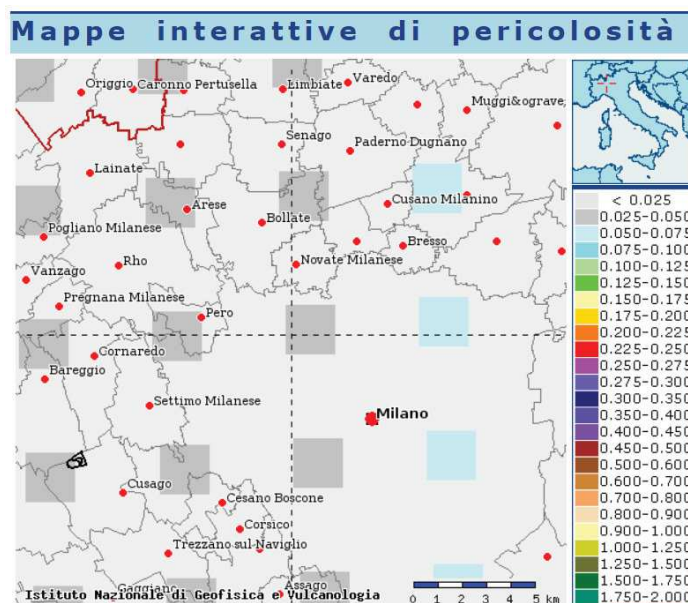 Mappe interattive di pericolosità
Origgio
Caronno Pertusella
Limbiate
Varedo
Muggi&ograve;
Senago
Paderno Dugnano
Lainate
Arese
Cusano Milanino
Pogliano Milanese
Bollate
Bresso
Rho
Novate Milanese
Vanzago
Pregnana Milanese
Pero
Cornaredo
Bareggio
Settimo Milanese
Milano
Cusago
Cesano Boscone
Corsico
Trezzano sul Naviglio
Gaggiano
Assago
Istituto Nazionale di Geofisica e Vulcanologia
0 1 2 3 4 5 km
< 0.025
0.025-0.050
0.050-0.075
0.075-0.100
0.100-0.125
0.125-0.150
0.150-0.175
0.175-0.200
0.200-0.225
0.225-0.250
0.250-0.275
0.275-0.300
0.300-0.350
0.350-0.400
0.400-0.450
0.450-0.500
0.500-0.600
0.600-0.700
0.700-0.800
0.800-0.900
0.900-1.000
1.000-1.250
1.250-1.500
1.500-1.750
1.750-2.000